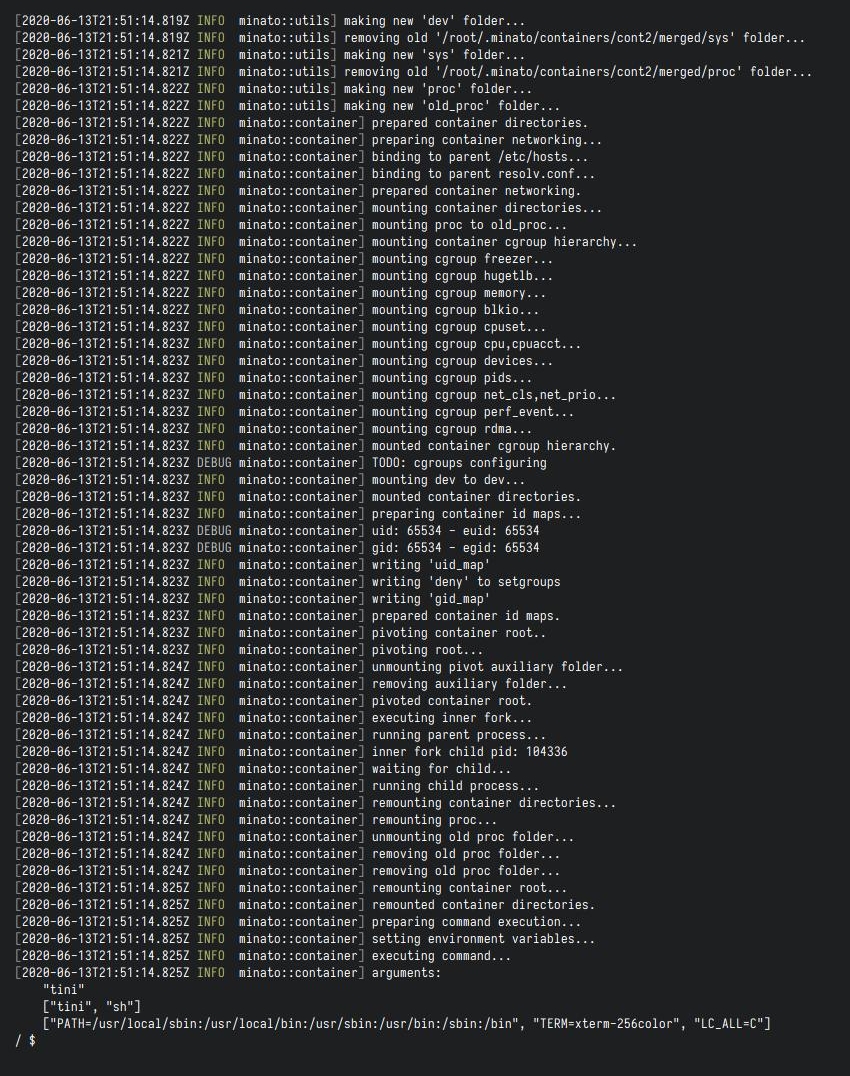 [2020-06-13T21:51:14.819Z INFO  minato::utils] making new 'dev' folder...
[2020-06-13T21:51:14.819Z INFO  minato::utils] removing old '/root/.minato/containers/cont2/merged/sys' folder...
[2020-06-13T21:51:14.821Z INFO  minato::utils] making new 'sys' folder...
[2020-06-13T21:51:14.821Z INFO  minato::utils] removing old '/root/.minato/containers/cont2/merged/proc' folder...
[2020-06-13T21:51:14.822Z INFO  minato::utils] making new 'proc' folder...
[2020-06-13T21:51:14.822Z INFO  minato::utils] making new 'old_proc' folder...
[2020-06-13T21:51:14.822Z INFO  minato::container] prepared container directories.
[2020-06-13T21:51:14.822Z INFO  minato::container] preparing container networking...
[2020-06-13T21:51:14.822Z INFO  minato::container] binding to parent /etc/hosts...
[2020-06-13T21:51:14.822Z INFO  minato::container] binding to parent resolv.conf...
[2020-06-13T21:51:14.822Z INFO  minato::container] prepared container networking.
[2020-06-13T21:51:14.822Z INFO  minato::container] mounting container directories...
[2020-06-13T21:51:14.822Z INFO  minato::container] mounting proc to old_proc...
[2020-06-13T21:51:14.822Z INFO  minato::container] mounting container cgroup hierarchy...
[2020-06-13T21:51:14.822Z INFO  minato::container] mounting cgroup freezer...
[2020-06-13T21:51:14.822Z INFO  minato::container] mounting cgroup hugetlb...
[2020-06-13T21:51:14.822Z INFO  minato::container] mounting cgroup memory...
[2020-06-13T21:51:14.822Z INFO  minato::container] mounting cgroup blkio...
[2020-06-13T21:51:14.823Z INFO  minato::container] mounting cgroup cpuset...
[2020-06-13T21:51:14.823Z INFO  minato::container] mounting cgroup cpu,cpuacct...
[2020-06-13T21:51:14.823Z INFO  minato::container] mounting cgroup devices...
[2020-06-13T21:51:14.823Z INFO  minato::container] mounting cgroup pids...
[2020-06-13T21:51:14.823Z INFO  minato::container] mounting cgroup net_cls,net_prio...
[2020-06-13T21:51:14.823Z INFO  minato::container] mounting cgroup perf_event...
[2020-06-13T21:51:14.823Z INFO  minato::container] mounting cgroup rdma...
[2020-06-13T21:51:14.823Z INFO  minato::container] mounted container cgroup hierarchy.
[2020-06-13T21:51:14.823Z DEBUG minato::container] TODO: cgroups configuring
[2020-06-13T21:51:14.823Z INFO  minato::container] mounting dev to dev...
[2020-06-13T21:51:14.823Z INFO  minato::container] mounted container directories.
[2020-06-13T21:51:14.823Z INFO  minato::container] preparing container id maps...
[2020-06-13T21:51:14.823Z DEBUG minato::container] uid: 65534 - euid: 65534
[2020-06-13T21:51:14.823Z DEBUG minato::container] gid: 65534 - egid: 65534
[2020-06-13T21:51:14.823Z INFO  minato::container] writing 'uid_map'
[2020-06-13T21:51:14.823Z INFO  minato::container] writing 'deny' to setgroups
[2020-06-13T21:51:14.823Z INFO  minato::container] writing 'gid_map'
[2020-06-13T21:51:14.823Z INFO  minato::container] prepared container id maps.
[2020-06-13T21:51:14.823Z INFO  minato::container] pivoting container root..
[2020-06-13T21:51:14.823Z INFO  minato::container] pivoting root...
[2020-06-13T21:51:14.824Z INFO  minato::container] unmounting pivot auxiliary folder...
[2020-06-13T21:51:14.824Z INFO  minato::container] removing auxiliary folder...
[2020-06-13T21:51:14.824Z INFO  minato::container] pivoted container root.
[2020-06-13T21:51:14.824Z INFO  minato::container] executing inner fork...
[2020-06-13T21:51:14.824Z INFO  minato::container] running parent process...
[2020-06-13T21:51:14.824Z INFO  minato::container] inner fork child pid: 104336
[2020-06-13T21:51:14.824Z INFO  minato::container] waiting for child...
[2020-06-13T21:51:14.824Z INFO  minato::container] running child process...
[2020-06-13T21:51:14.824Z INFO  minato::container] remounting container directories...
[2020-06-13T21:51:14.824Z INFO  minato::container] remounting proc...
[2020-06-13T21:51:14.824Z INFO  minato::container] unmounting old proc folder...
[2020-06-13T21:51:14.824Z INFO  minato::container] removing old proc folder...
[2020-06-13T21:51:14.824Z INFO  minato::container] removing old proc folder...
[2020-06-13T21:51:14.825Z INFO  minato::container] remounting container root...
[2020-06-13T21:51:14.825Z INFO  minato::container] remounted container directories.
[2020-06-13T21:51:14.825Z INFO  minato::container] preparing command execution...
[2020-06-13T21:51:14.825Z INFO  minato::container] setting environment variables...
[2020-06-13T21:51:14.825Z INFO  minato::container] executing command...
[2020-06-13T21:51:14.825Z INFO  minato::container] arguments:
"tini"
["tini", "sh"]
["PATH=/usr/local/sbin:/usr/local/bin:/usr/sbin:/usr/bin:/sbin:/bin", "TERM=xterm-256color", "LC_ALL=C"]
/ $